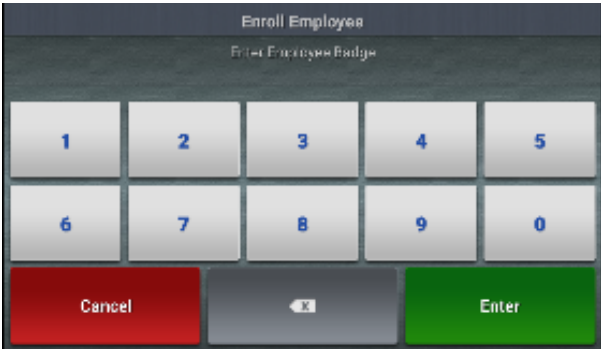 Enroll Employee
Enter Employee Badge
1 2 3 4 5
6 7 8 9 0
Cancel X Enter